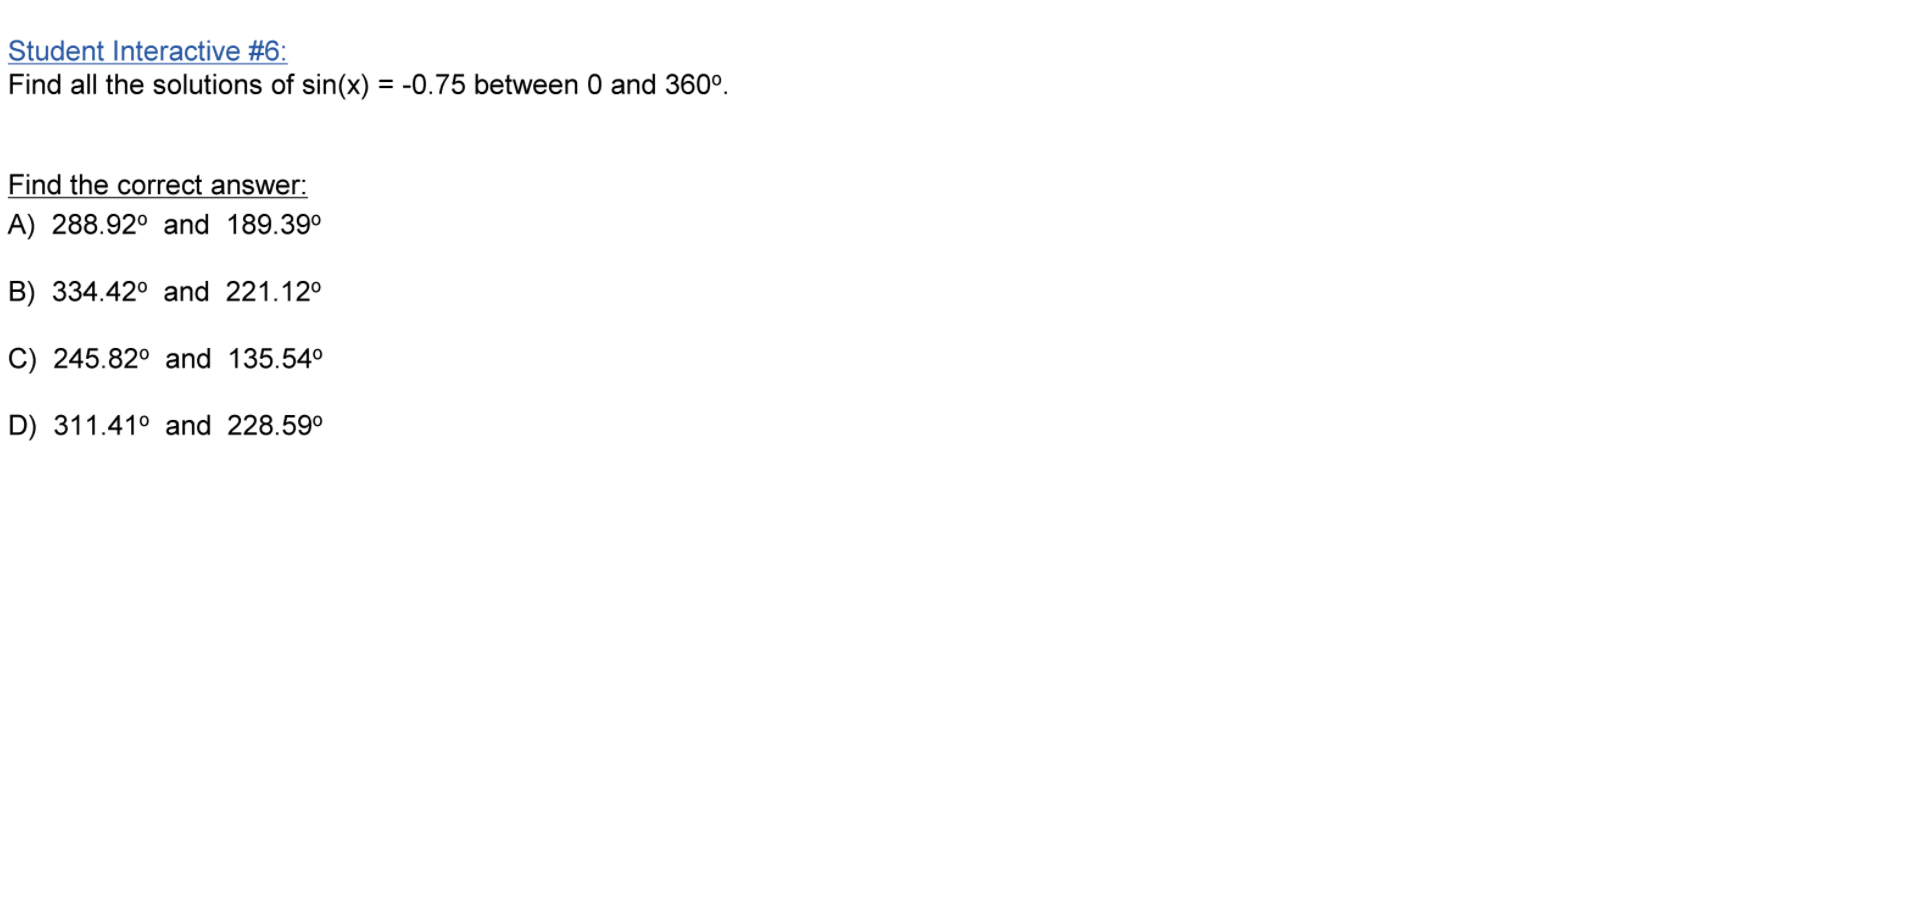 Student Interactive #6:
Find all the solutions of sin(x) = -0.75 between 0 and 360º.
Find the correct answer:
A) 288.92º and 189.39º
B) 334.42º and 221.12º
C) 245.82º and 135.54º
D) 311.41º and 228.59º